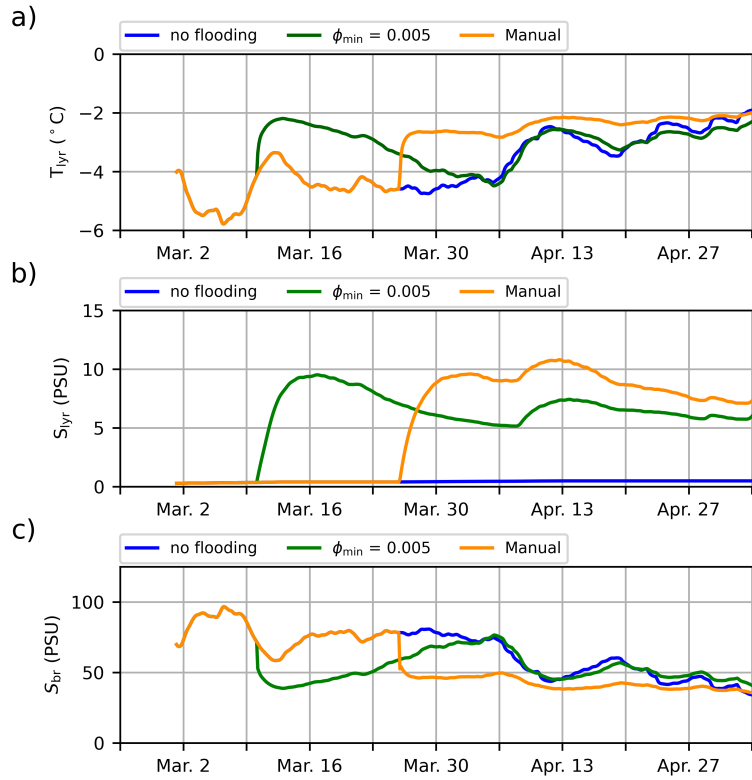 a)
no flooding ϕmin = 0.005 Manual
0
−2
−4
−6
Tlyr (°C)
Mar. 2 Mar. 16 Mar. 30 Apr. 13 Apr. 27
b)
no flooding ϕmin = 0.005 Manual
15
10
5
0
Slyr (PSU)
Mar. 2 Mar. 16 Mar. 30 Apr. 13 Apr. 27
c)
no flooding ϕmin = 0.005 Manual
100
50
0
Sbr (PSU)
Mar. 2 Mar. 16 Mar. 30 Apr. 13 Apr. 27